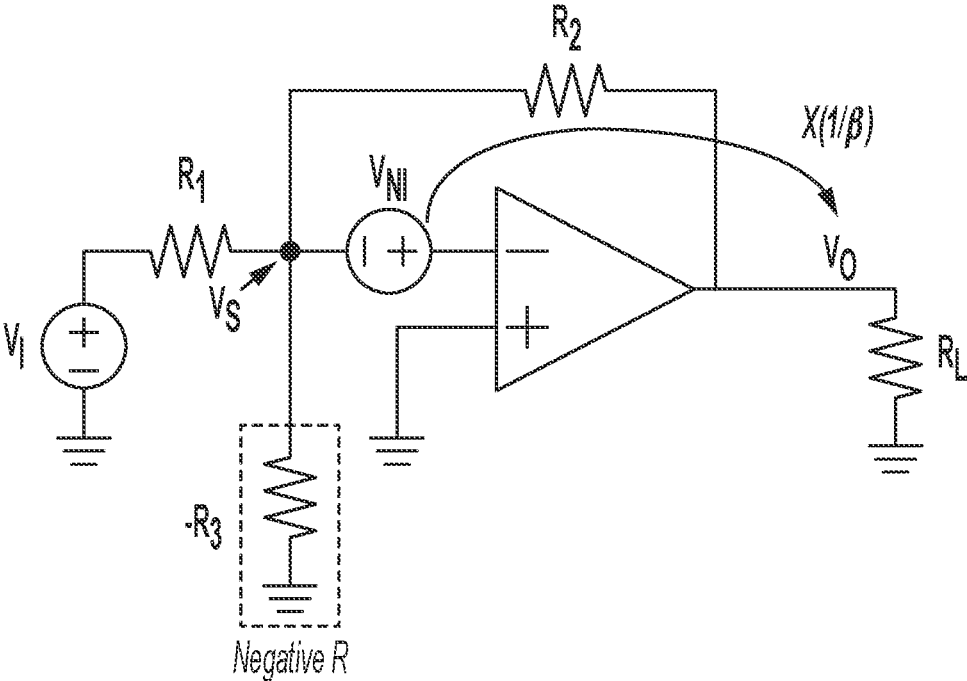 R2
X(1/β)
R1
VNI
VS
VO
VI
RL
-R3
Negative R